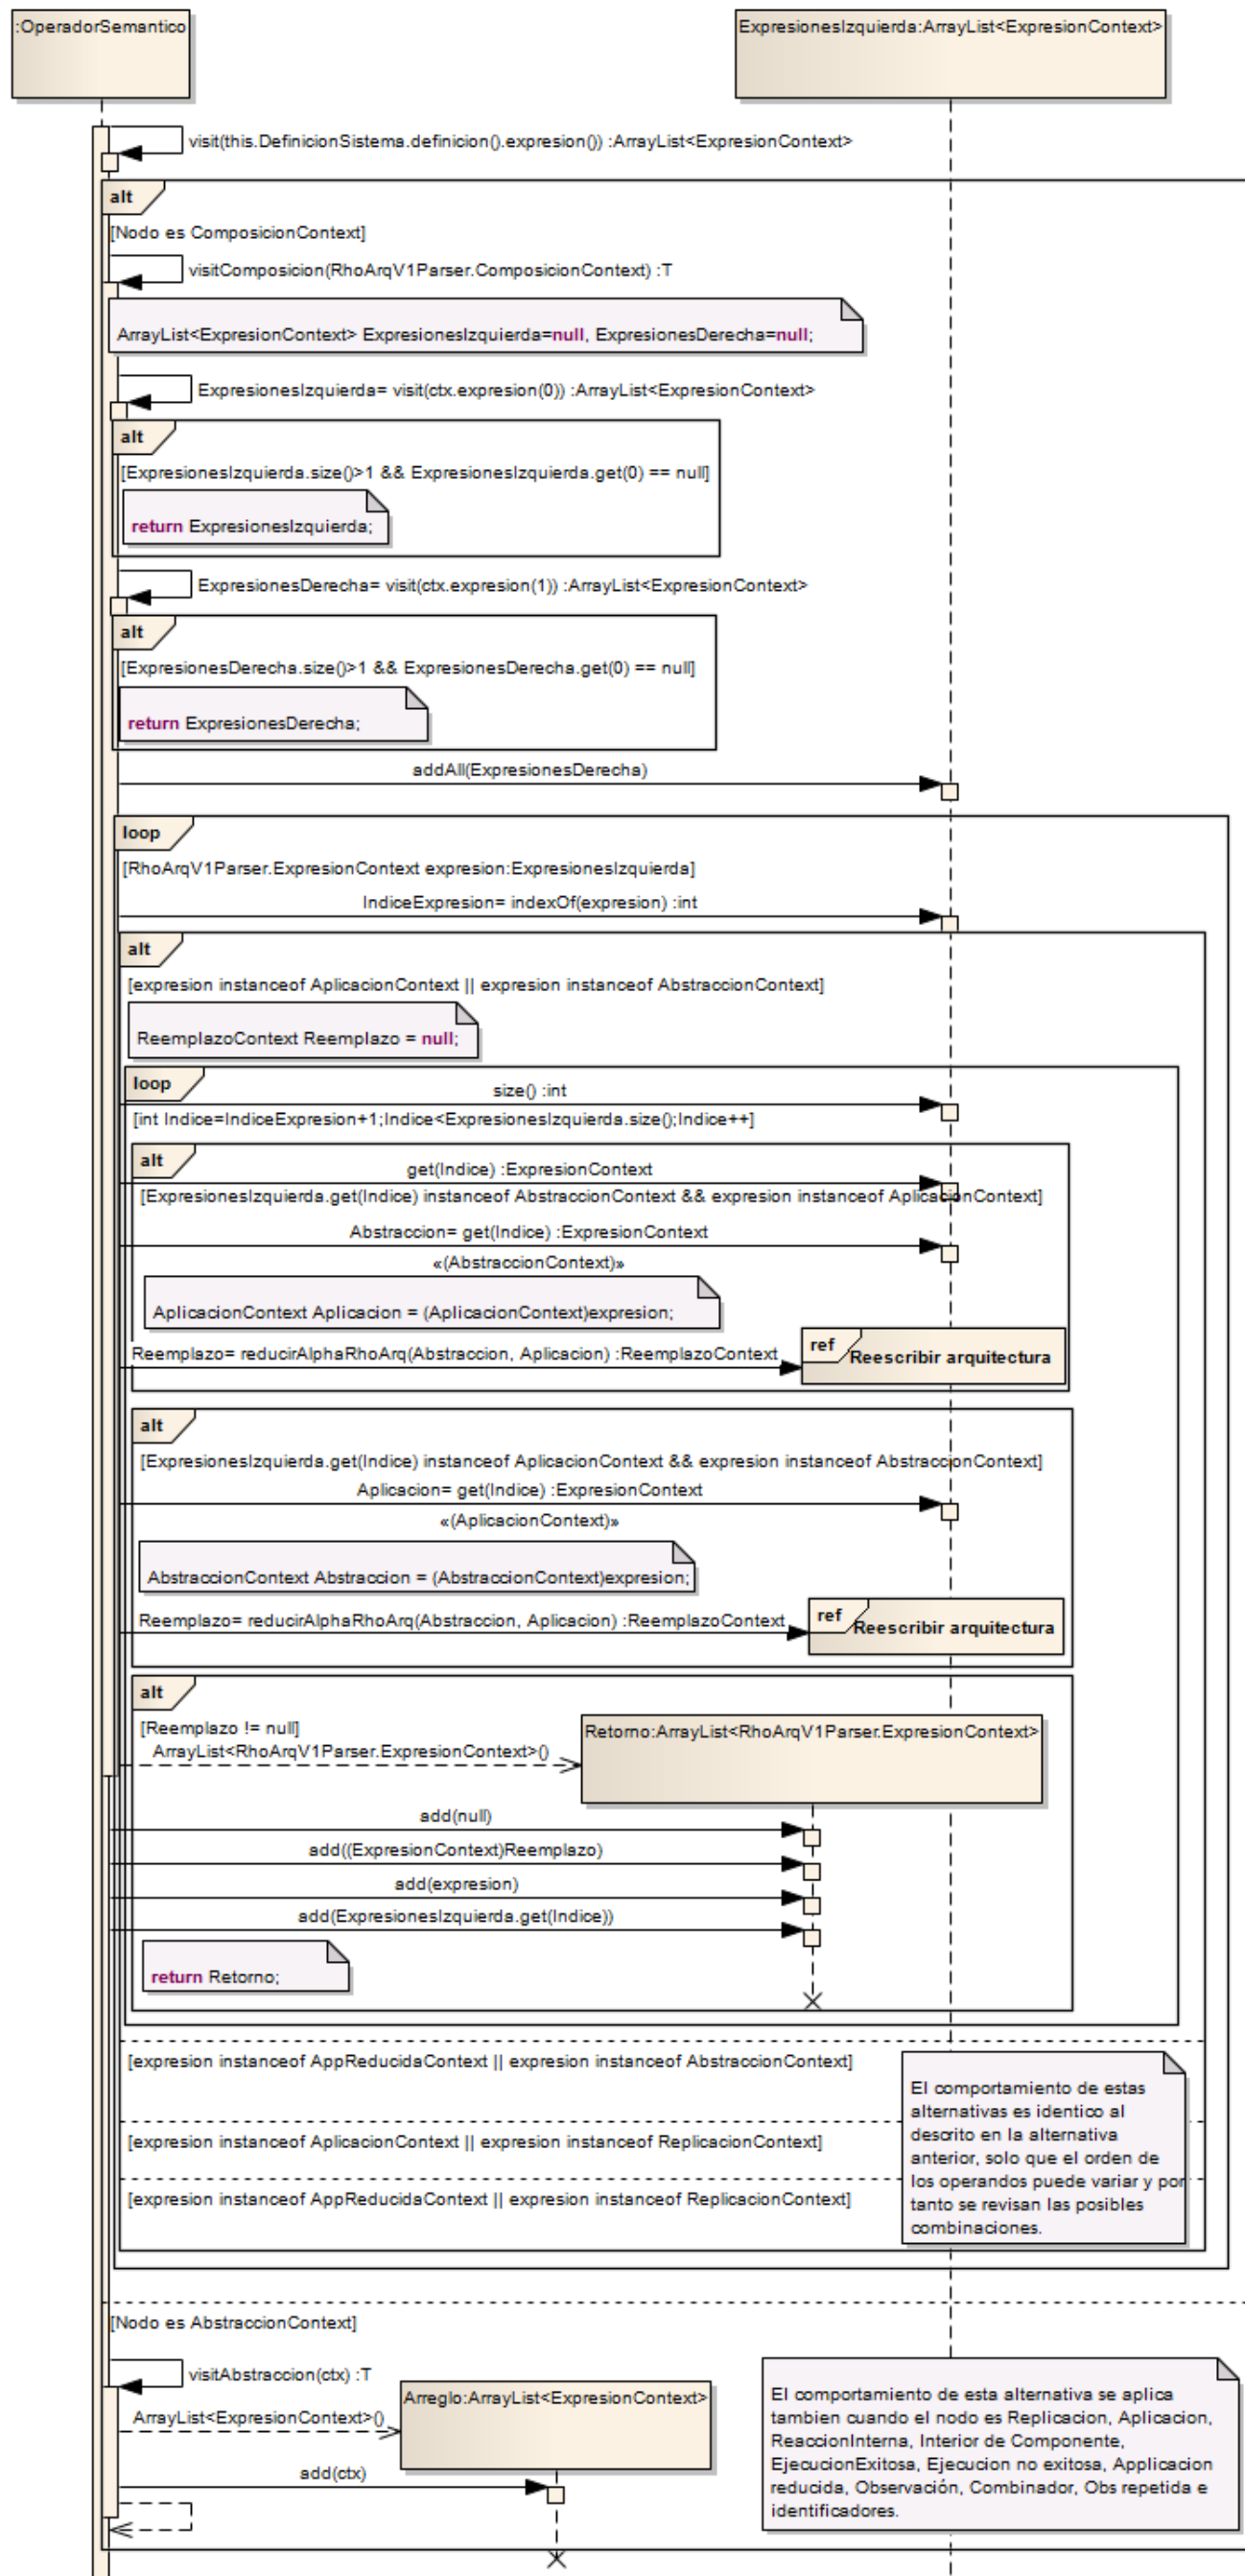 :OperadorSemantico
ExpresionesIzquierda:ArrayList<ExpresionContext>
visit(this.DefinicionSistema.definicion().expresion()) :ArrayList<ExpresionContext>
alt
[Nodo es ComposicionContext]
visitComposicion(RhoArqV1Parser.ComposicionContext) :T
ArrayList<ExpresionContext> ExpresionesIzquierda=null, ExpresionesDerecha=null;
ExpresionesIzquierda= visit(ctx.expresion(0)) :ArrayList<ExpresionContext>
alt
[ExpresionesIzquierda.size()>1 && ExpresionesIzquierda.get(0) == null]
return ExpresionesIzquierda;
ExpresionesDerecha= visit(ctx.expresion(1)) :ArrayList<ExpresionContext>
alt
[ExpresionesDerecha.size()>1 && ExpresionesDerecha.get(0) == null]
return ExpresionesDerecha;
addAll(ExpresionesDerecha)
loop
[RhoArqV1Parser.ExpresionContext expresion:ExpresionesIzquierda]
IndiceExpresion= indexOf(expresion) :int
alt
[expresion instanceof AplicacionContext || expresion instanceof AbstraccionContext]
ReemplazoContext Reemplazo = null;
loop
size() :int
[int Indice=IndiceExpresion+1;Indice<ExpresionesIzquierda.size();Indice++]
alt
get(Indice) :ExpresionContext
[ExpresionesIzquierda.get(Indice) instanceof AbstraccionContext && expresion instanceof AplicacionContext]
Abstraccion= get(Indice) :ExpresionContext
«(AbstraccionContext)»
AplicacionContext Aplicacion = (AplicacionContext)expresion;
Reemplazo= reducirAlphaRhoArq(Abstraccion, Aplicacion) :ReemplazoContext
ref
Reescribir arquitectura
alt
[ExpresionesIzquierda.get(Indice) instanceof AplicacionContext && expresion instanceof AbstraccionContext]
Aplicacion= get(Indice) :ExpresionContext
«(AplicacionContext)»
AbstraccionContext Abstraccion = (AbstraccionContext)expresion;
Reemplazo= reducirAlphaRhoArq(Abstraccion, Aplicacion) :ReemplazoContext
ref
Reescribir arquitectura
alt
[Reemplazo != null]
ArrayList<RhoArqV1Parser.ExpresionContext>()
Retorno:ArrayList<RhoArqV1Parser.ExpresionContext>
add(null)
add((ExpresionContext)Reemplazo)
add(expresion)
add(ExpresionesIzquierda.get(Indice))
return Retorno;
[expresion instanceof AppReducidaContext || expresion instanceof AbstraccionContext]
[expresion instanceof AplicacionContext || expresion instanceof ReplicacionContext]
[expresion instanceof AppReducidaContext || expresion instanceof ReplicacionContext]
El comportamiento de estas
alternativas es identico al
descrito en la alternativa
anterior, solo que el orden de
los operandos puede variar y por
tanto se revisan las posibles
combinaciones.
[Nodo es AbstraccionContext]
visitAbstraccion(ctx) :T
ArrayList<ExpresionContext>()
Arreglo:ArrayList<ExpresionContext>
add(ctx)
El comportamiento de esta alternativa se aplica
tambien cuando el nodo es Replicacion, Aplicacion,
ReaccionInterna, Interior de Componente,
EjecucionExitosa, Ejecucion no exitosa, Applicacion
reducida, Observación, Combinador, Obs repetida e
identificadores.